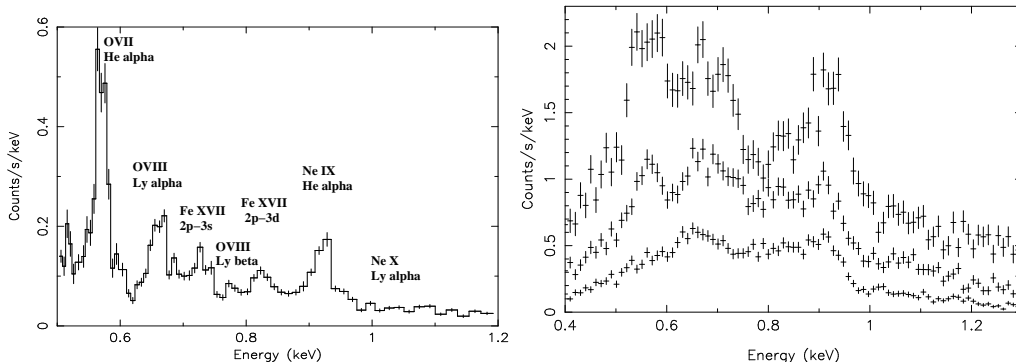 OVII
He alpha
OVIII
Ly alpha
Fe XVII
2p−3s
OVIII
Ly beta
Fe XVII
2p−3d
Ne IX
He alpha
Ne X
Ly alpha
Counts/s/keV
0
0.2
0.4
0.6
0.6
0.8
1
1.2
Energy (keV)
Counts/s/keV
0
0.5
1
1.5
2
0.4
0.6
0.8
1
1.2
Energy (keV)